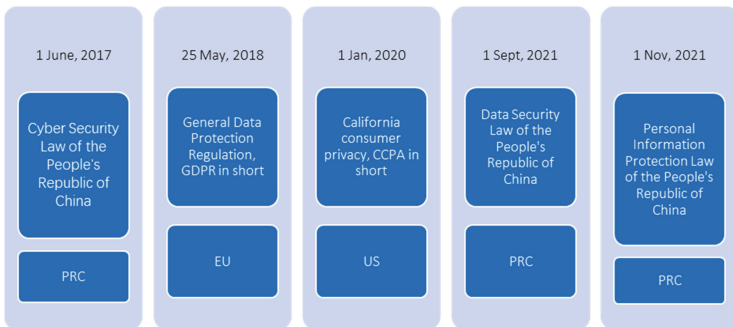 1 June, 2017
Cyber Security
Law of the
People's
Republic of
China
PRC
25 May, 2018
General Data
Protection
Regulation,
GDPR in short
EU
1 Jan, 2020
California
consumer
privacy, CCPA in
short
US
1 Sept, 2021
Data Security
Law of the
People's
Republic of
China
PRC
1 Nov, 2021
Personal
Information
Protection Law
of the People's
Republic of
China
PRC